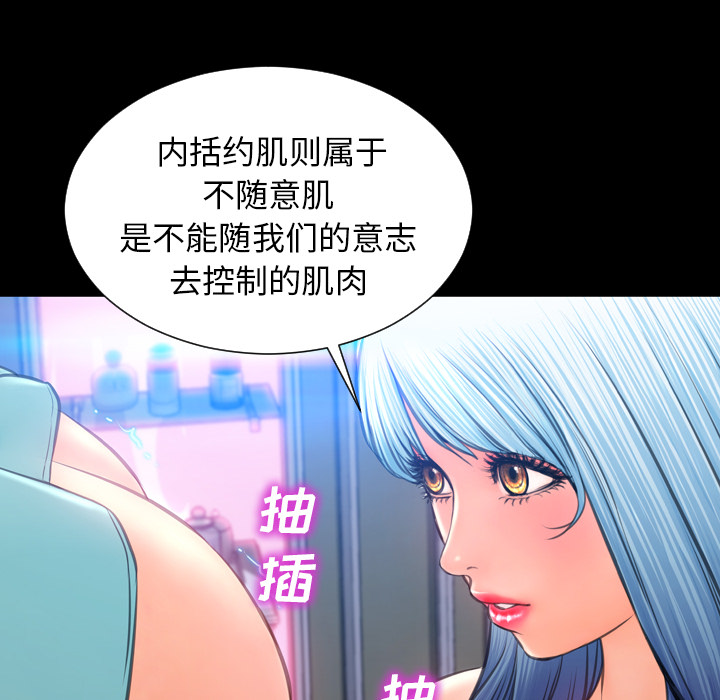 内括约肌则属于
不随意肌
是不能随我们的意志
去控制的肌肉
抽
插
抽